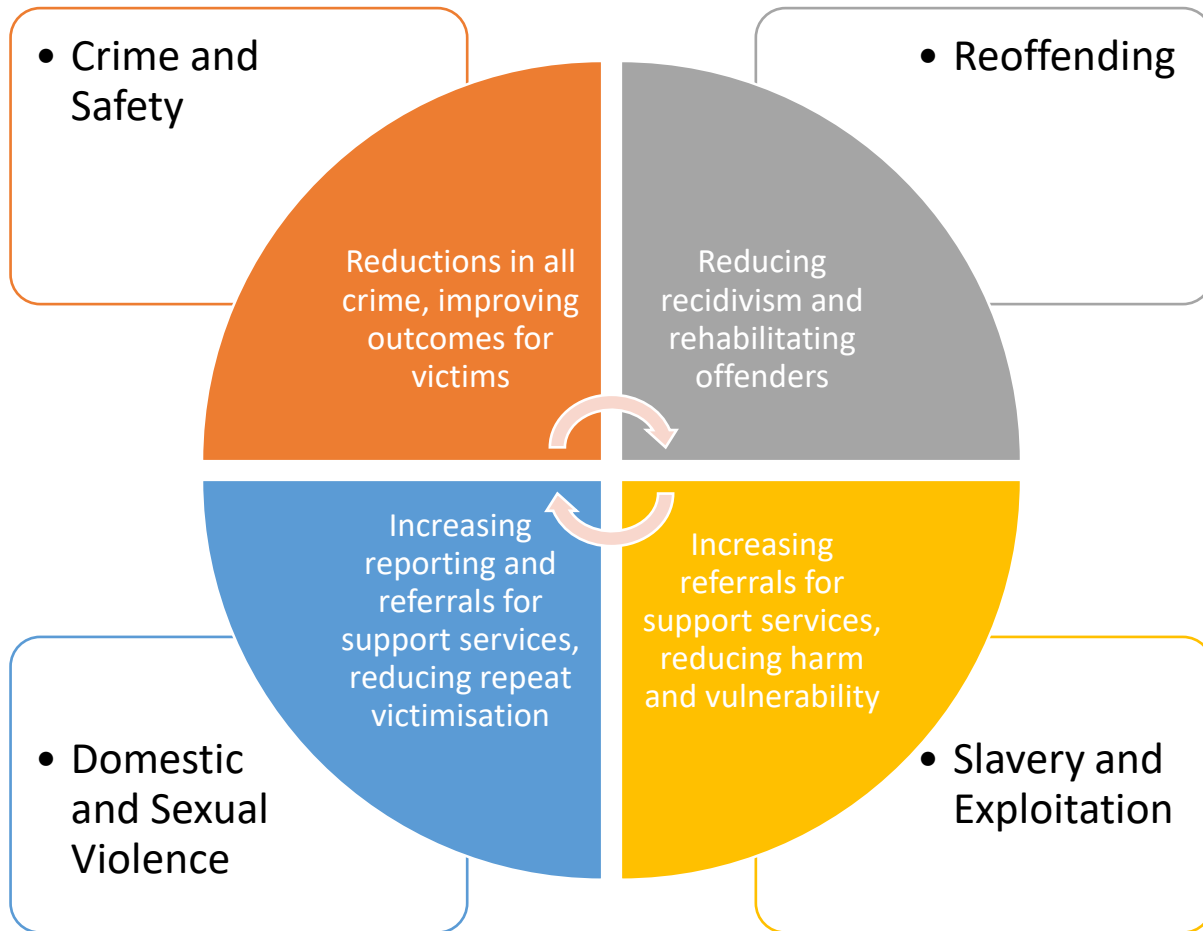 • Crime and
Safety
• Reoffending
Reductions in all
crime, improving
outcomes for
victims
Reducing
recidivism and
rehabilitating
offenders
Increasing
reporting and
referrals for
support services,
reducing repeat
victimisation
Increasing
referrals for
support services,
reducing harm
and vulnerability
• Domestic
and Sexual
Violence
• Slavery and
Exploitation